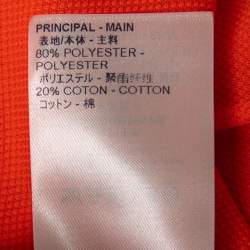 PRINCIPAL - MAIN
表地/本体 - 主料
80% POLYESTER -
POLYESTER
ポリエステル - 聚酯纤维
20% COTON - COTTON
コットン - 棉